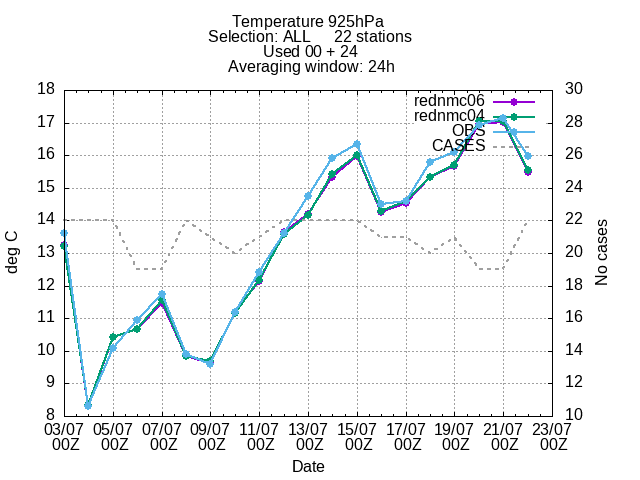 Temperature 925hPa
Selection: ALL 22 stations
Used 00 + 24
Averaging window: 24h
18 30
rednmc06
17 rednmc04 28
OBS
16 CASES 26
15 24
14 22
deg C 13 20 No cases
12 18
11 16
10 14
9 12
8 10
03/07 05/07 07/07 09/07 11/07 13/07 15/07 17/07 19/07 21/07 23/07
00Z 00Z 00Z 00Z 00Z 00Z 00Z 00Z 00Z 00Z 00Z
Date